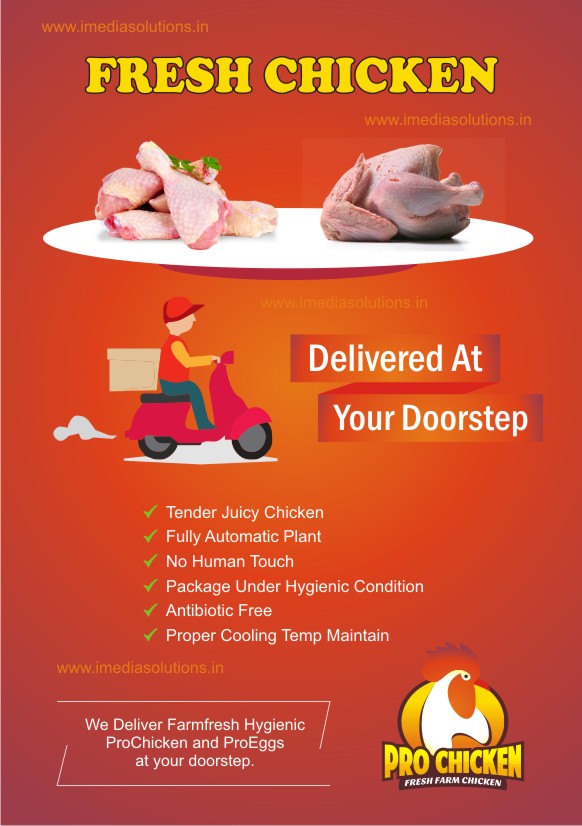 www.imediasolutions.in
FRESH CHICKEN
www.imediasolutions.in
www.imediasolutions.in
Delivered At
Your Doorstep
Tender Juicy Chicken
Fully Automatic Plant
No Human Touch
Package Under Hygienic Condition
Antibiotic Free
Proper Cooling Temp Maintain
www.imediasolutions.in
We Deliver Farmfresh Hygienic
ProChicken and ProEggs
at your doorstep.
PRO CHICKEN
FRESH FARM CHICKEN